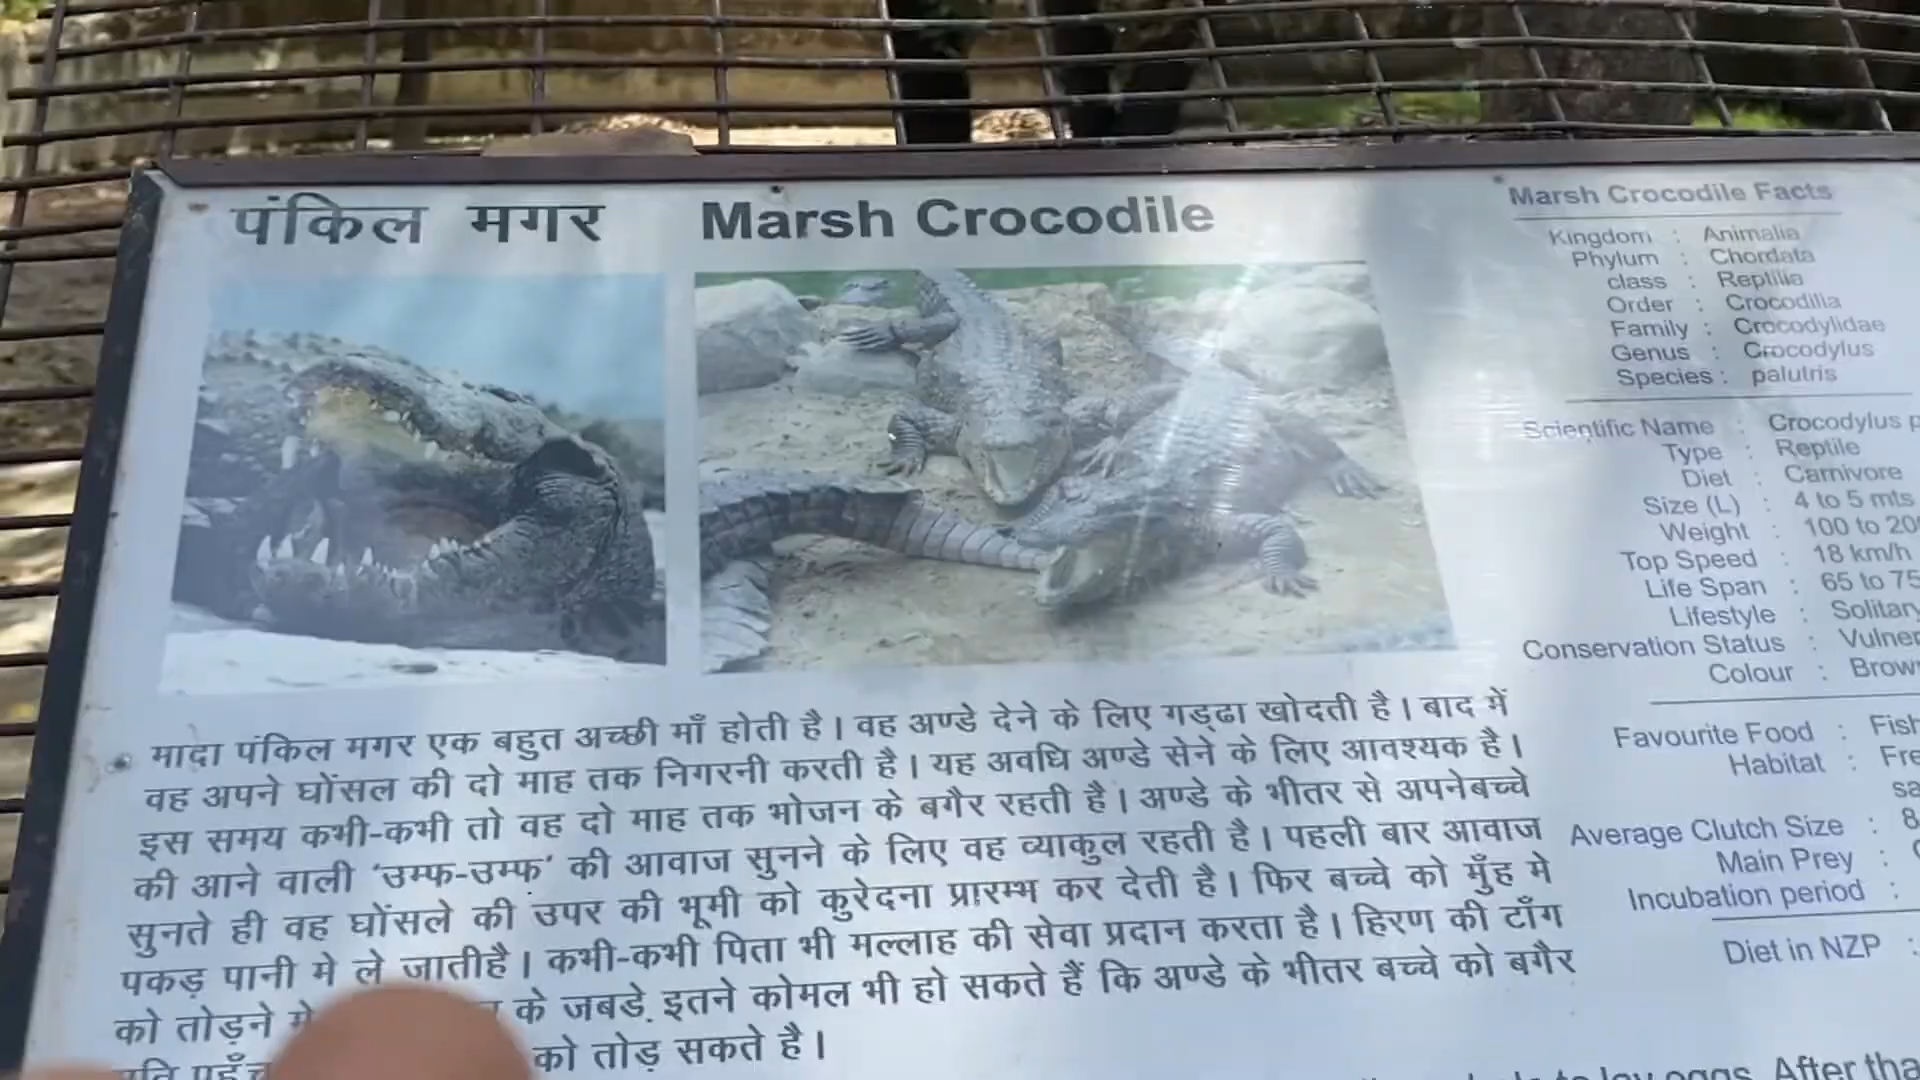 पंकिल मगर
Marsh Crocodile
मादा पंकिल मगर एक बहुत अच्छी माँ होती है। वह अण्डे देने के लिए गड्ढा खोदती है। बाद में
वह अपने घोंसल की दो माह तक निगरनी करती है। यह अवधि अण्डे सेने के लिए आवश्यक है।
इस समय कभी-कभी तो वह दो माह तक भोजन के बगैर रहती है। अण्डे के भीतर से अपनेबच्चे
की आने वाली ‘उम्फ-उम्फ’ की आवाज सुनने के लिए वह व्याकुल रहती है। पहली बार आवाज
सुनते ही वह घोंसले की उपर की भूमी को कुरेदना प्रारम्भ कर देती है। फिर बच्चे को मुँह मे
पकड़ पानी मे ले जातीहै। कभी-कभी पिता भी मल्लाह की सेवा प्रदान करता है। हिरण की टाँग
को तोड़ने मे के जबडे़ इतने कोमल भी हो सकते हैं कि अण्डे के भीतर बच्चे को बगैर
को तोड़ सकते है।
Marsh Crocodile Facts
Kingdom : Animalia
Phylum : Chordata
class : Reptilia
Order : Crocodilia
Family : Crocodylidae
Genus : Crocodylus
Species : palutris
Scientific Name : Crocodylus
Type : Reptile
Diet : Carnivore
Size (L) : 4 to 5 mts
Weight : 100 to
Top Speed : 18 km/h
Life Span : 65 to 75
Lifestyle :
Conservation Status :
Colour :
Favourite Food : Fish
Habitat :
Average Clutch Size :
Main Prey :
Incubation period :
Diet in NZP :
to lay eggs. After